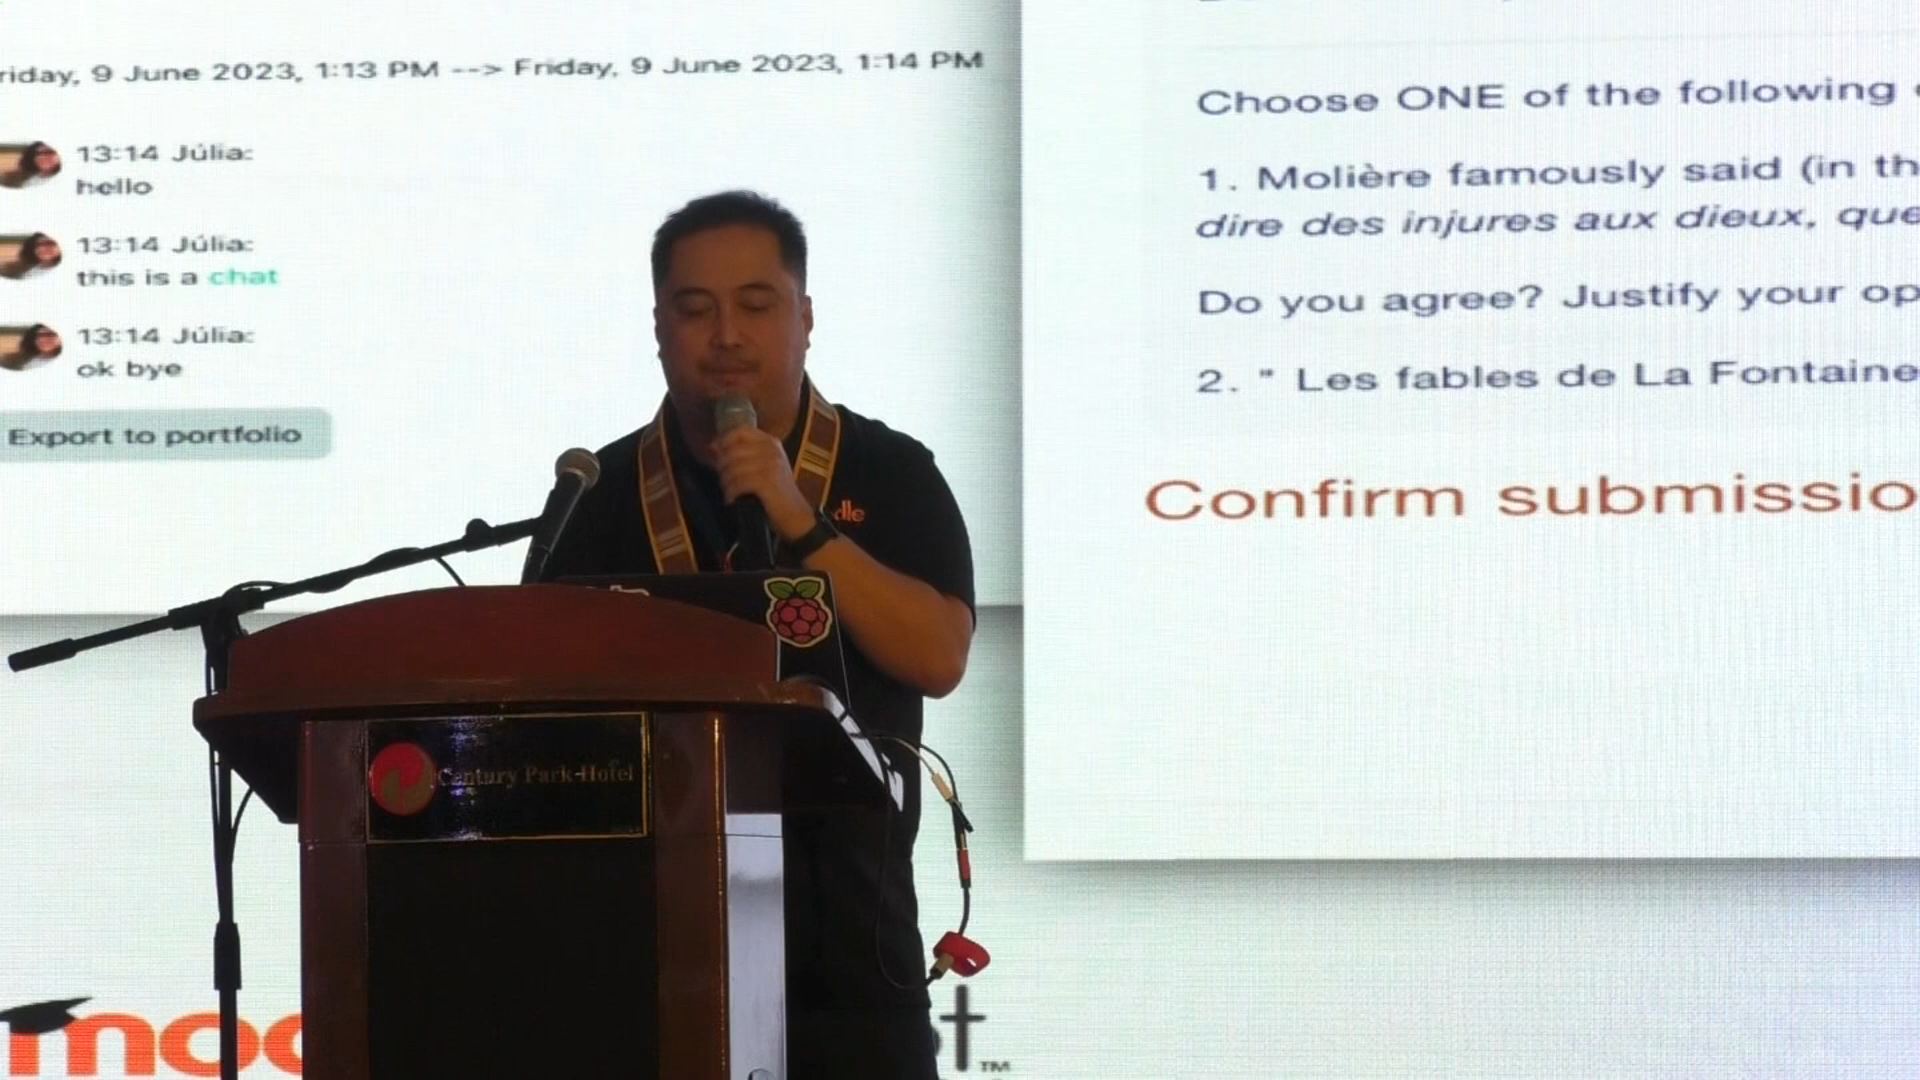 riday, 9 June 2023, 1:13 PM --> Friday, 9 June 2023, 1:14 PM
13:14 Júlia:
hello
13:14 Júlia:
this is a chat
13:14 Júlia:
ok bye
Export to portfolio
Choose ONE of the following
1. Molière famously said (in th
dire des injures aux dieux, que
Do you agree? Justify your op
2. " Les fables de La Fontaine
Confirm submissio
dle
Century Park Hotel
moo
t™